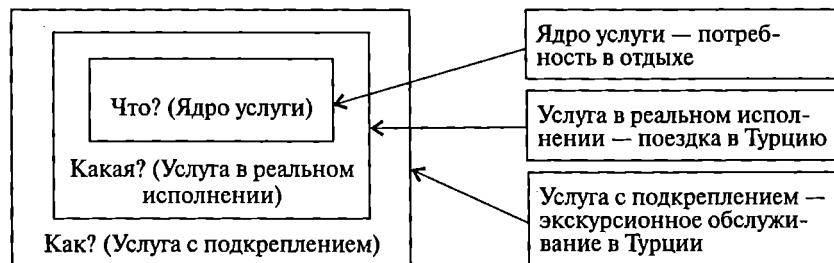 Что? (Ядро услуги)
Какая? (Услуга в реальном
исполнении)
Как? (Услуга с подкреплением)
Ядро услуги — потреб-
ность в отдыхе
Услуга в реальном испол-
нении — поездка в Турцию
Услуга с подкреплением —
экскурсионное обслужи-
вание в Турции